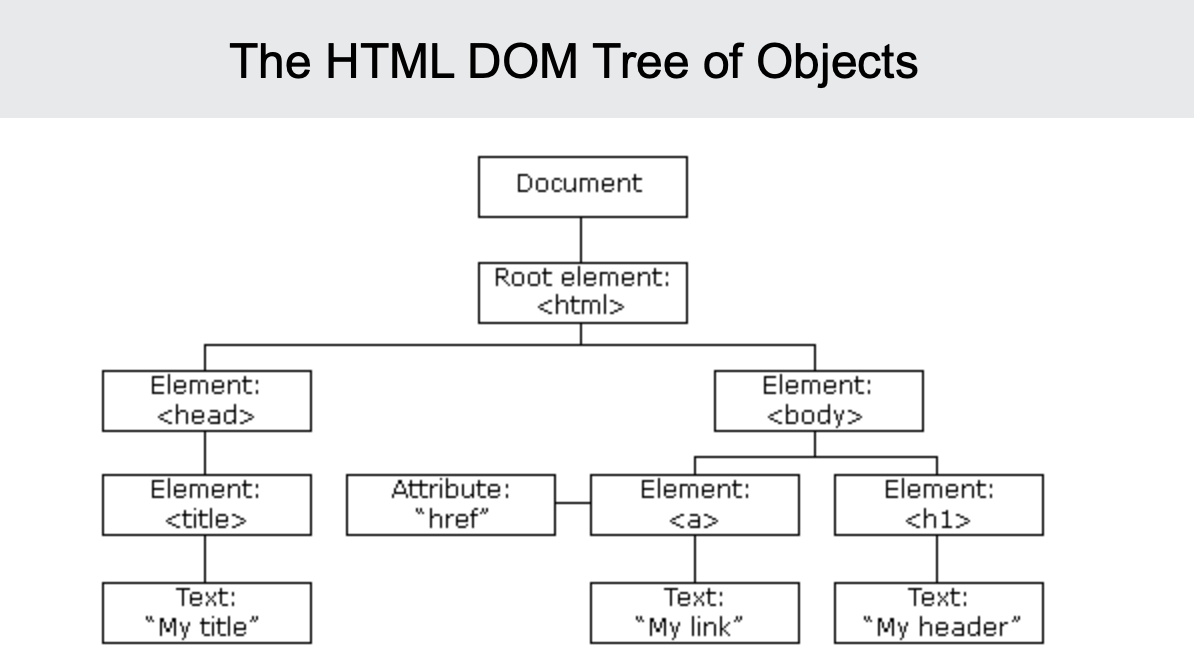 The HTML DOM Tree of Objects
Document
Root element:
<html>
Element:
<head>
Element:
<body>
Element:
<title>
Attribute:
“href”
Element:
<a>
Element:
<h1>
Text:
“My title”
Text:
“My link”
Text:
“My header”